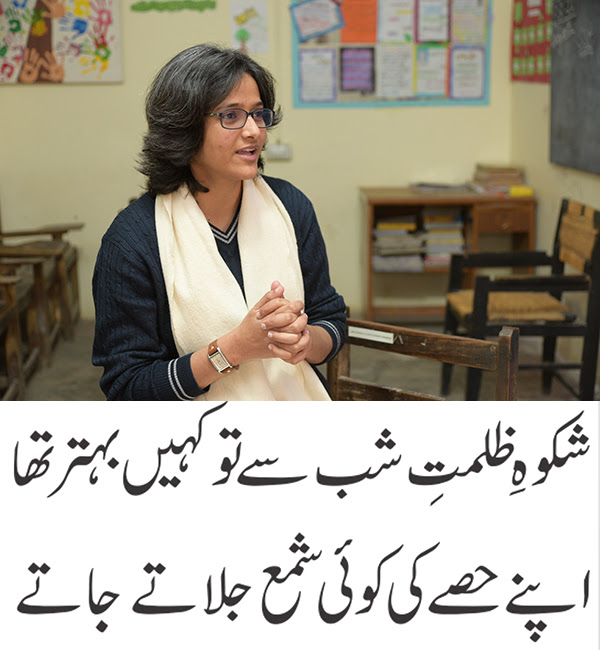 شکوہِ ظلمتِ شب سے تو کہیں بہتر تھا
اپنے حصے کی کوئی شمع جلاتے جاتے